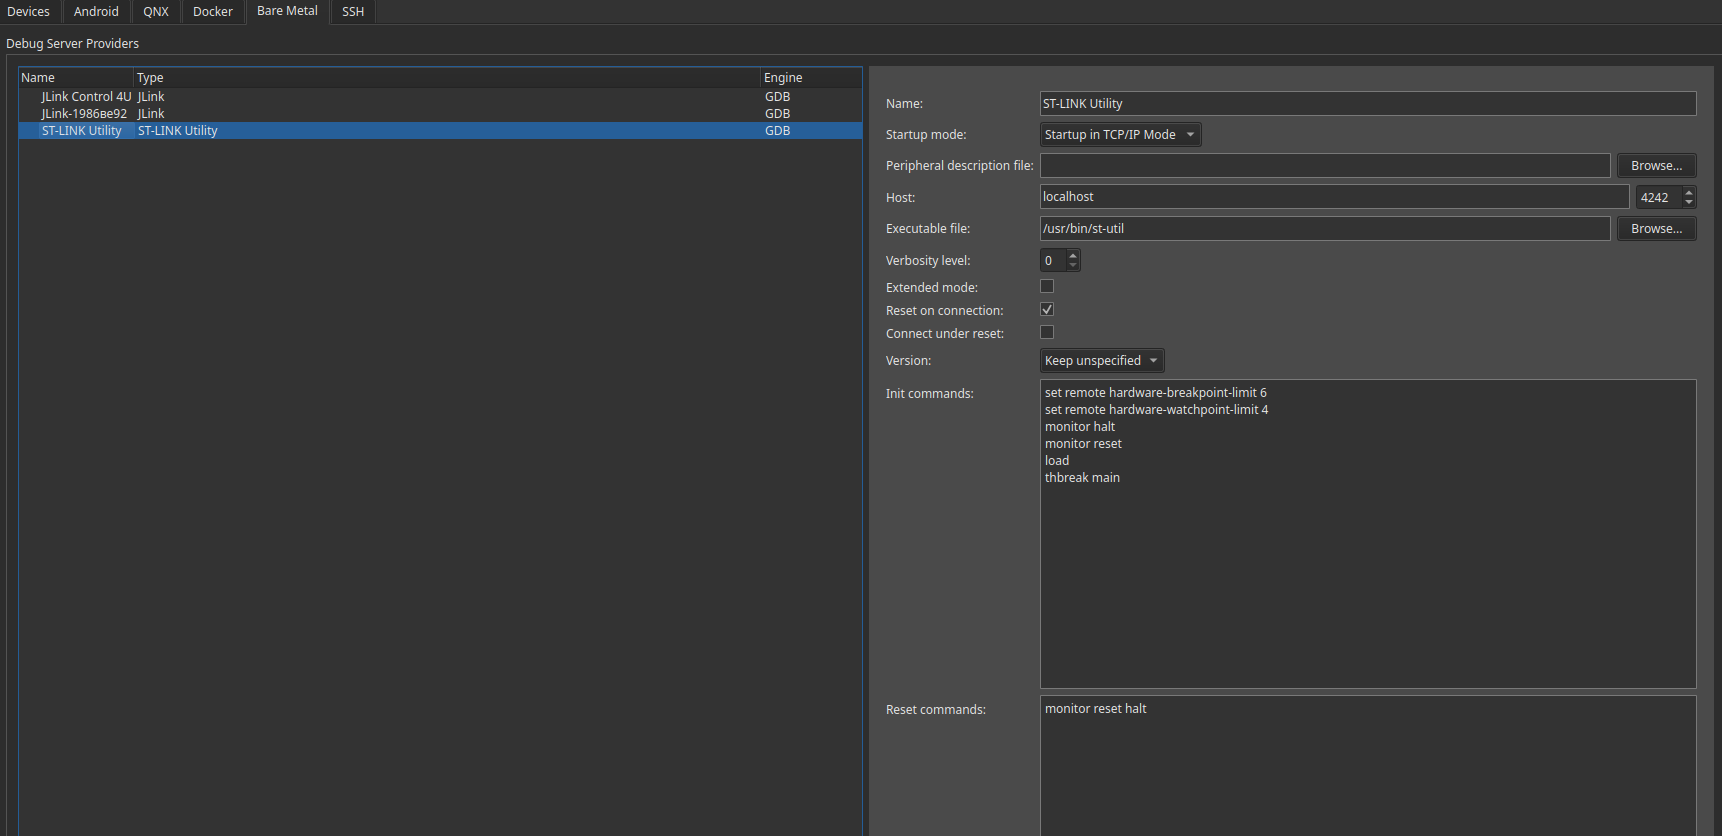 Devices Android QNX Docker Bare Metal SSH
Debug Server Providers
Name Type Engine
JLink Control 4U JLink GDB
JLink-1986ве92 JLink GDB
ST-LINK Utility ST-LINK Utility GDB
Name: ST-LINK Utility
Startup mode: Startup in TCP/IP Mode
Peripheral description file: Browse...
Host: localhost 4242
Executable file: /usr/bin/st-util Browse...
Verbosity level: 0
Extended mode:
Reset on connection:
Connect under reset:
Version: Keep unspecified
Init commands: set remote hardware-breakpoint-limit 6
set remote hardware-watchpoint-limit 4
monitor halt
monitor reset
load
thbreak main
Reset commands: monitor reset halt